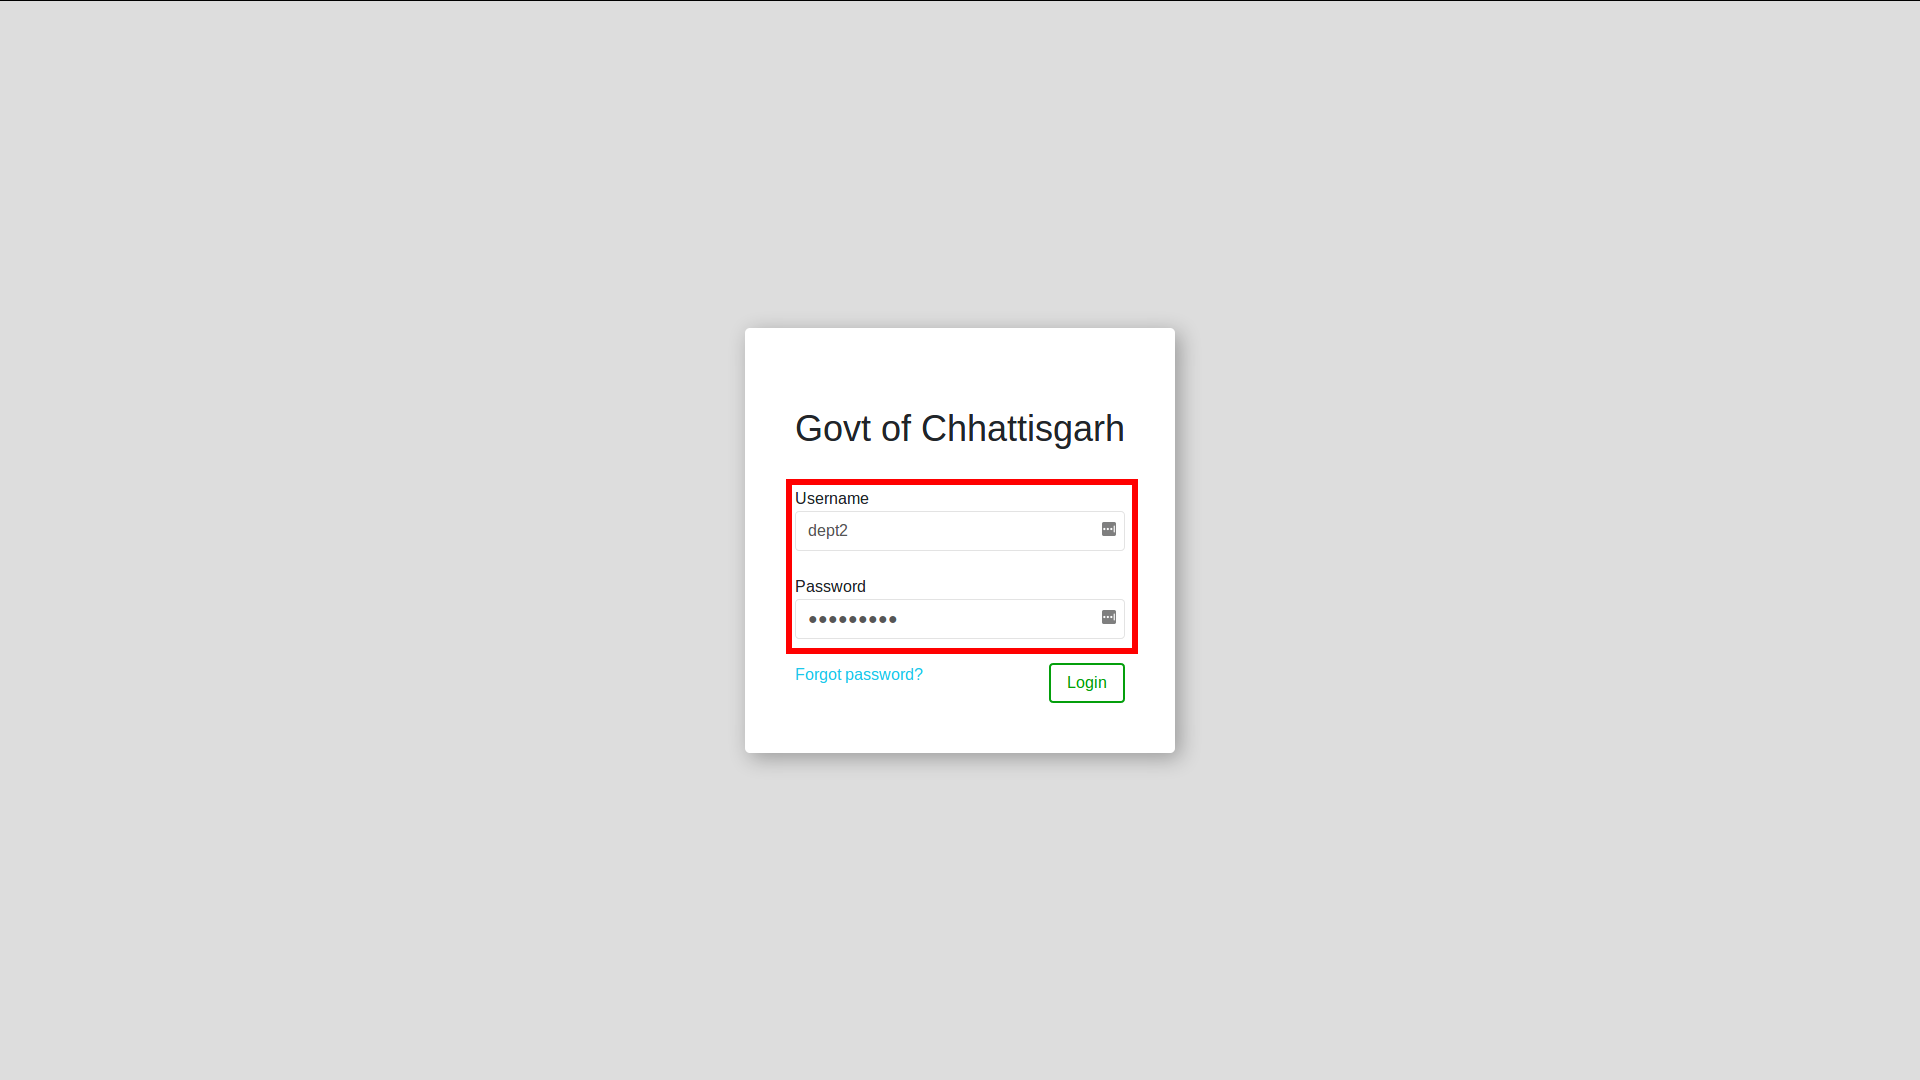 Govt of Chhattisgarh
Username
dept2
Password
●●●●●●●●●
Forgot password?
Login